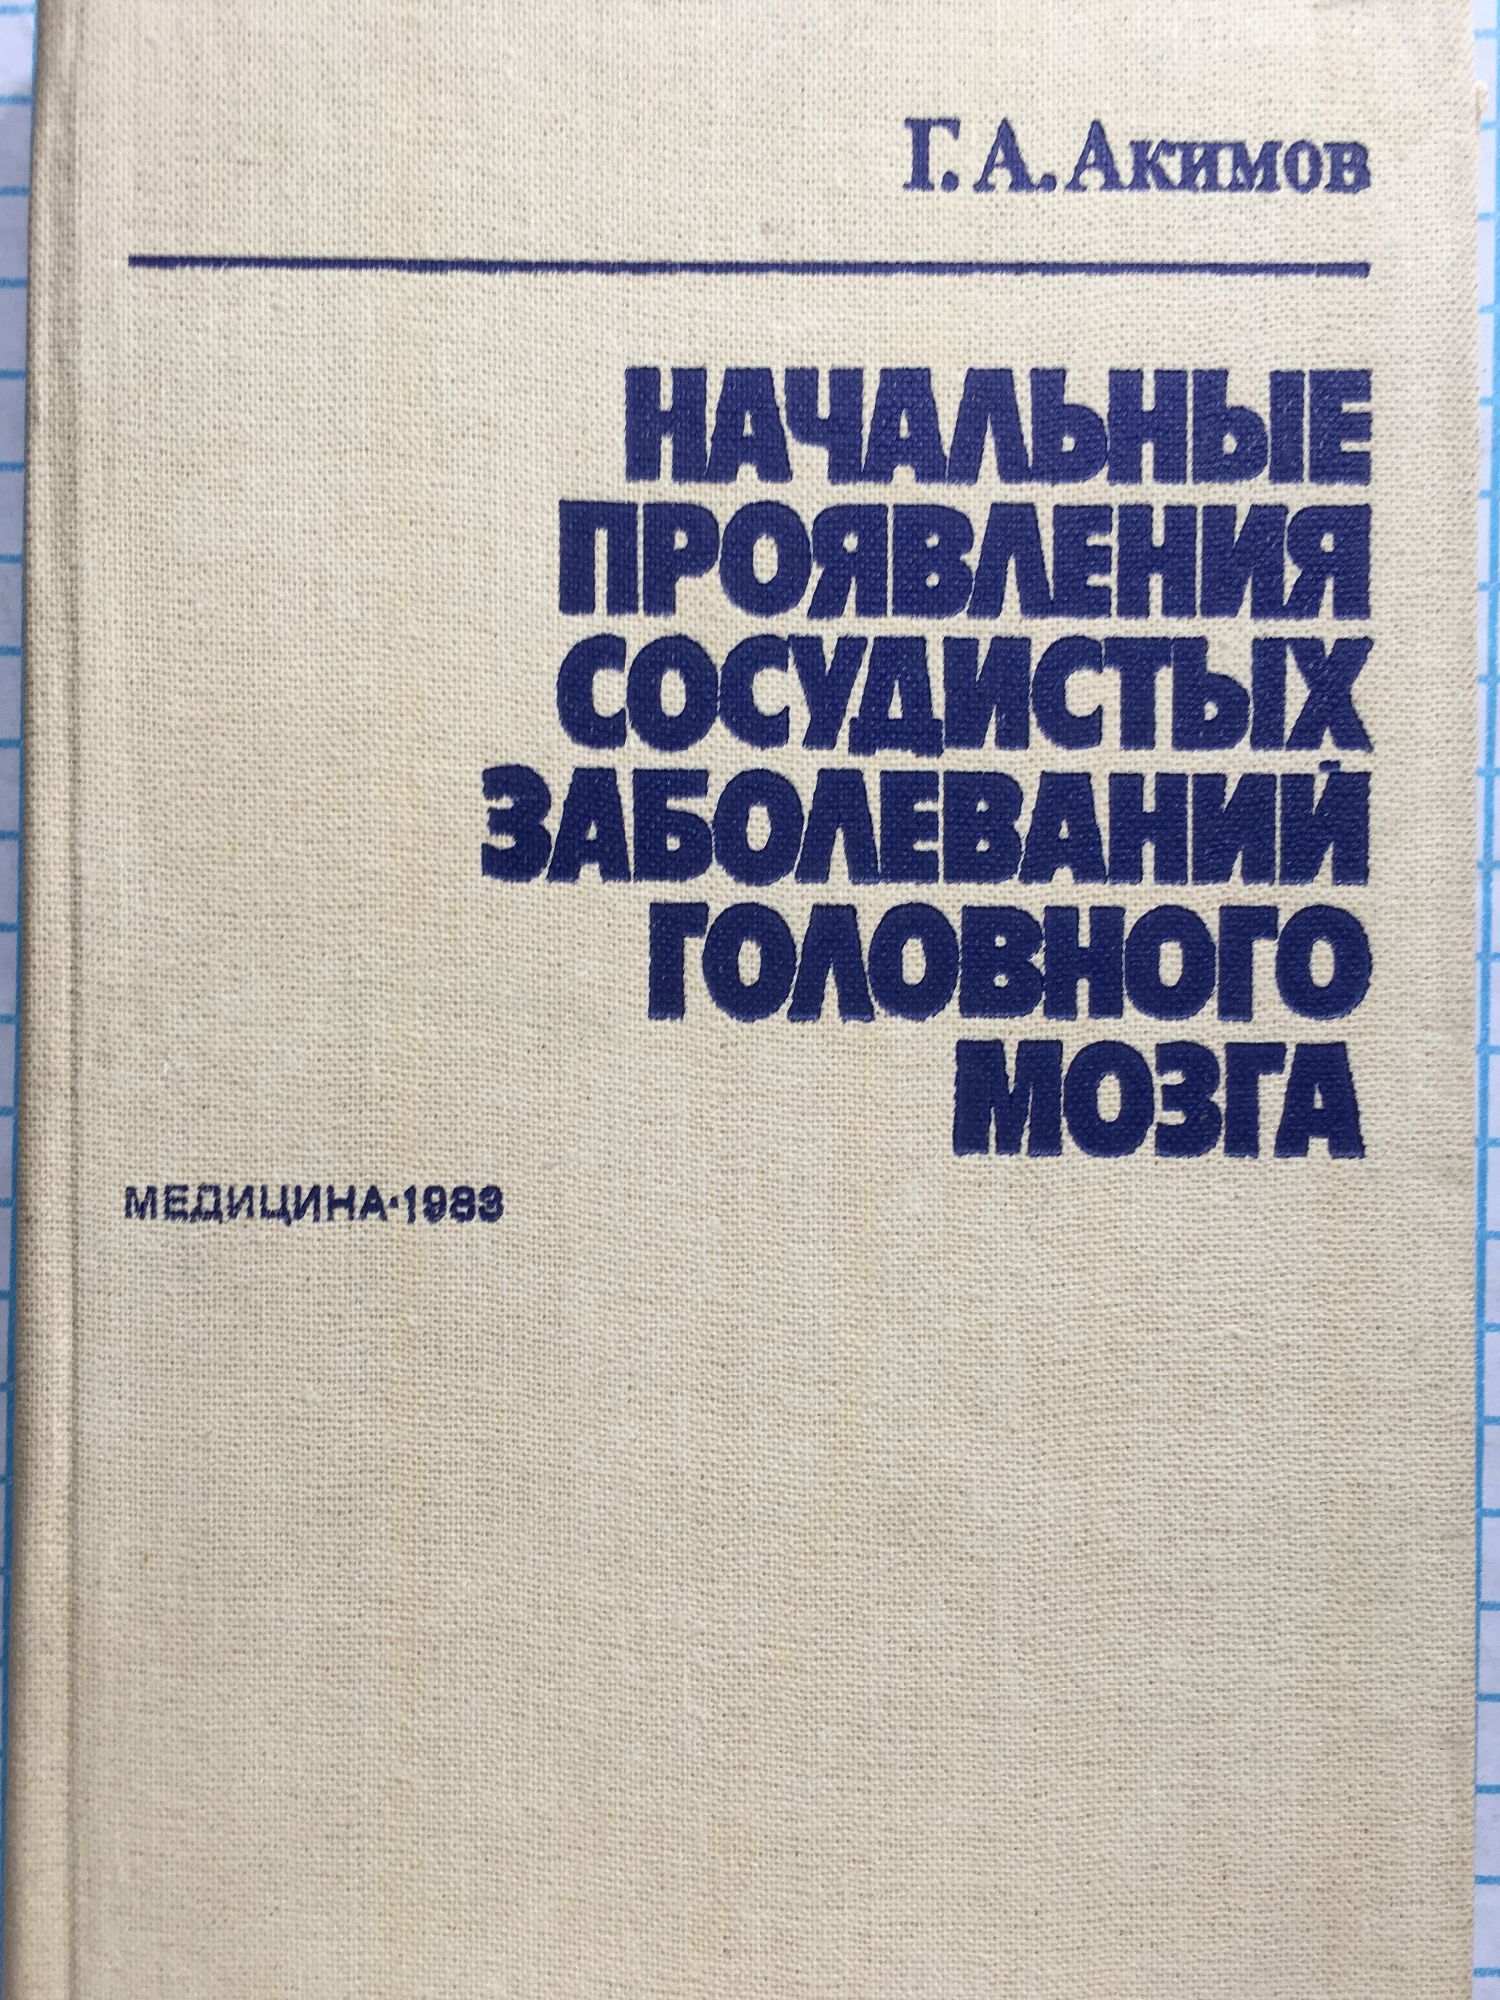 Г. А. Акимов
НАЧАЛЬНЫЕ
ПРОЯВЛЕНИЯ
СОСУДИСТЫХ
ЗАБОЛЕВАНИЙ
ГОЛОВНОГО
МОЗГА
МЕДИЦИНА·1983